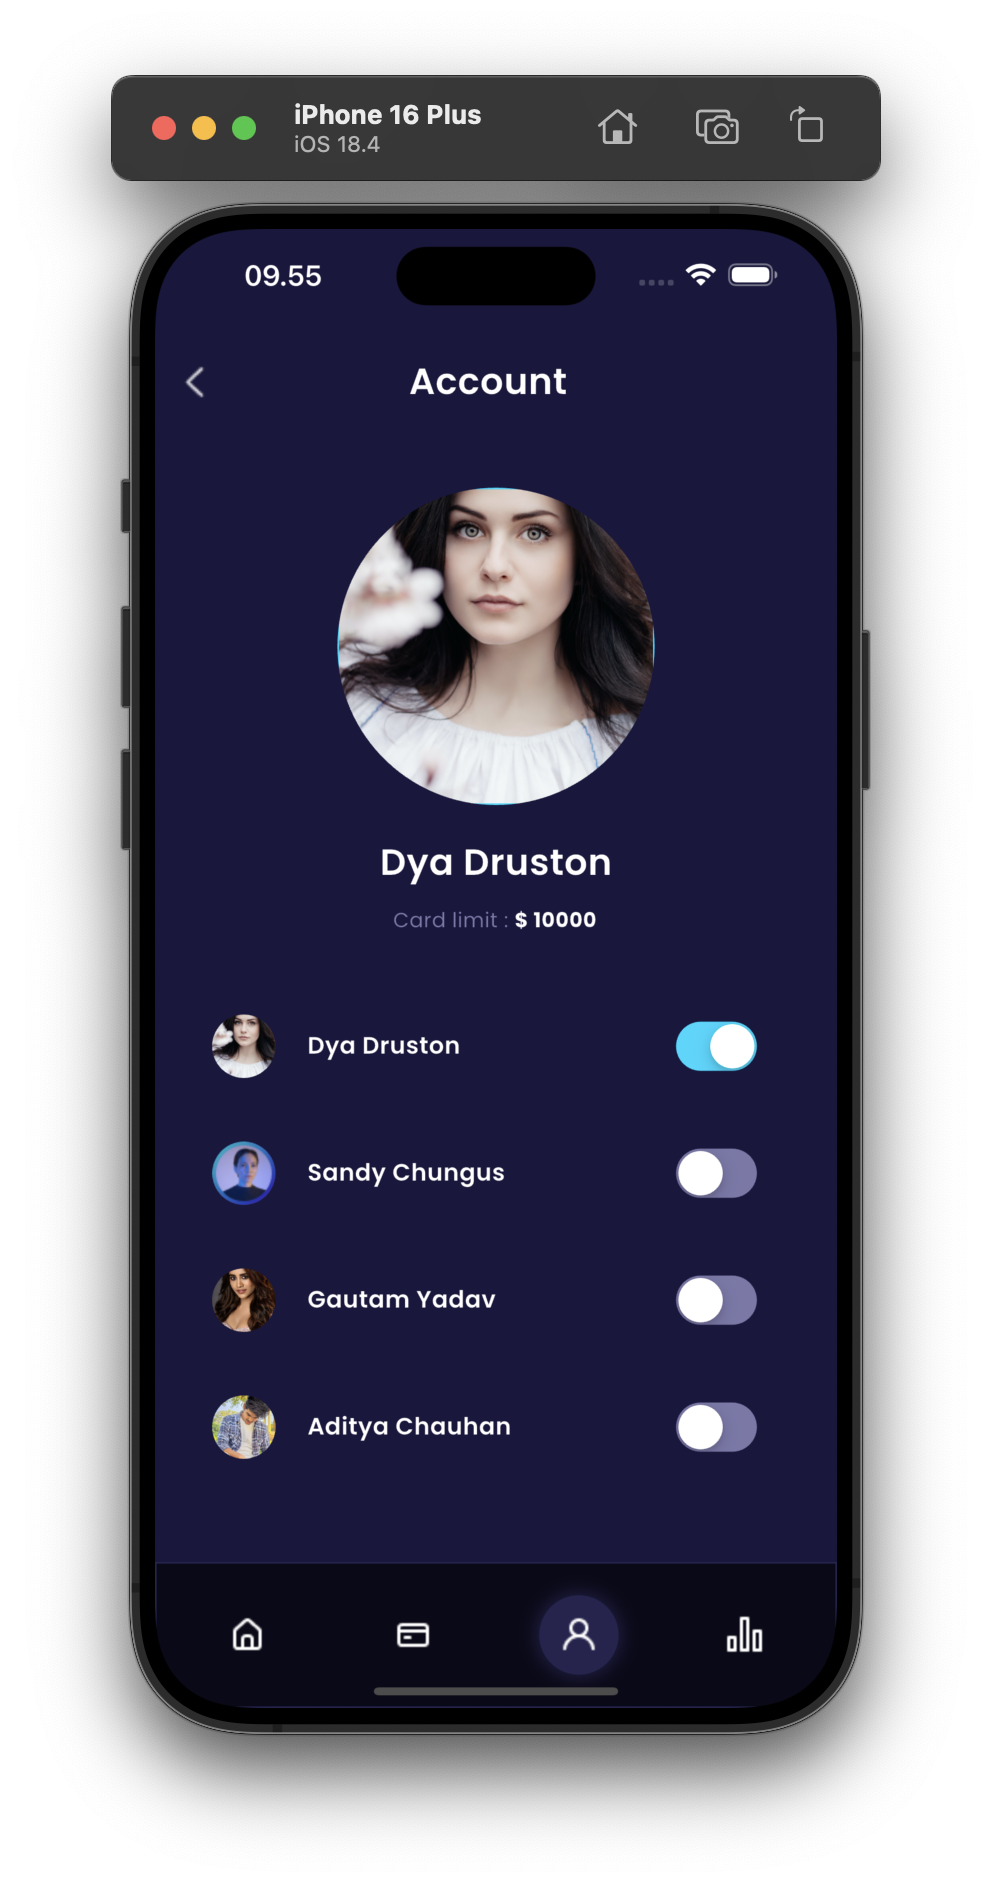 iPhone 16 Plus
iOS 18.4
09.55
Account
Dya Druston
Card limit : $ 10000
Dya Druston
Sandy Chungus
Gautam Yadav
Aditya Chauhan